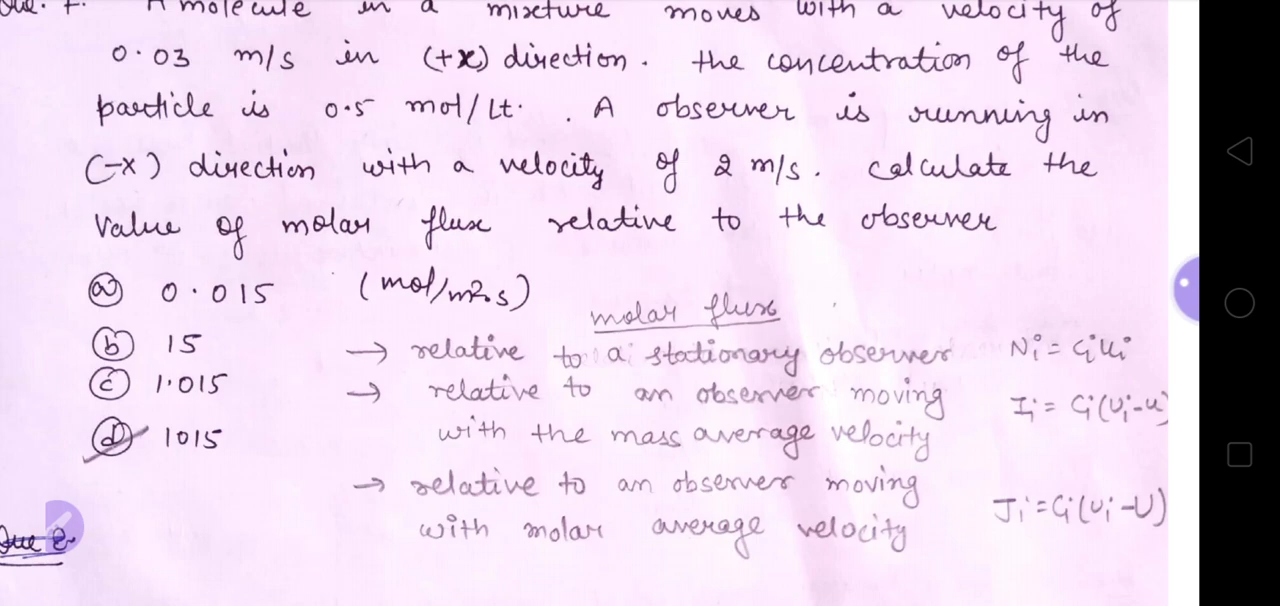 Que. 1. A molecule in a mixture moves with a velocity of
0.03 m/s in (+x) direction. the concentration of the
particle is 0.5 mol/Lt. . A observer is running in
(-x) direction with a velocity of 2 m/s. calculate the
value of molar flux relative to the observer
(a) 0.015 (mol/m²s)
molar flux
(b) 15 → relative to a stationary observer Ni = Ciui
(c) 1.015 → relative to an observer moving Ii = Ci(ui-u)
(d) 1015 with the mass average velocity
→ relative to an observer moving
with molar average velocity Ji = Ci(ui-U)
Que 2-